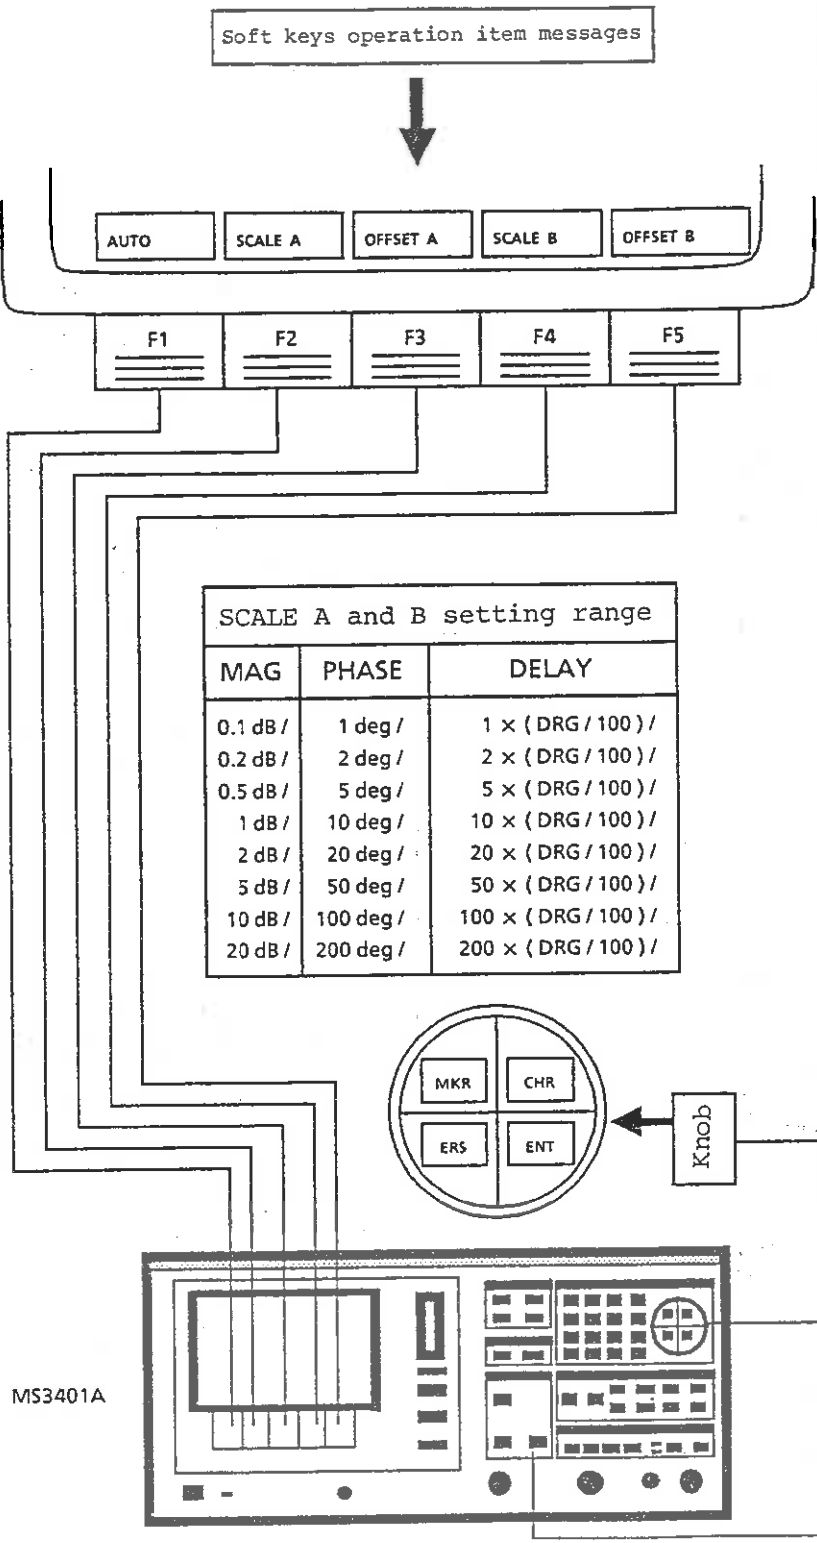 Soft keys operation item messages
AUTO SCALE A OFFSET A SCALE B OFFSET B
F1 F2 F3 F4 F5
SCALE A and B setting range
MAG PHASE DELAY
0.1 dB / 1 deg / 1 × ( DRG / 100 ) /
0.2 dB / 2 deg / 2 × ( DRG / 100 ) /
0.5 dB / 5 deg / 5 × ( DRG / 100 ) /
1 dB / 10 deg / 10 × ( DRG / 100 ) /
2 dB / 20 deg / 20 × ( DRG / 100 ) /
5 dB / 50 deg / 50 × ( DRG / 100 ) /
10 dB / 100 deg / 100 × ( DRG / 100 ) /
20 dB / 200 deg / 200 × ( DRG / 100 ) /
MKR CHR
ERS ENT
Knob
MS3401A